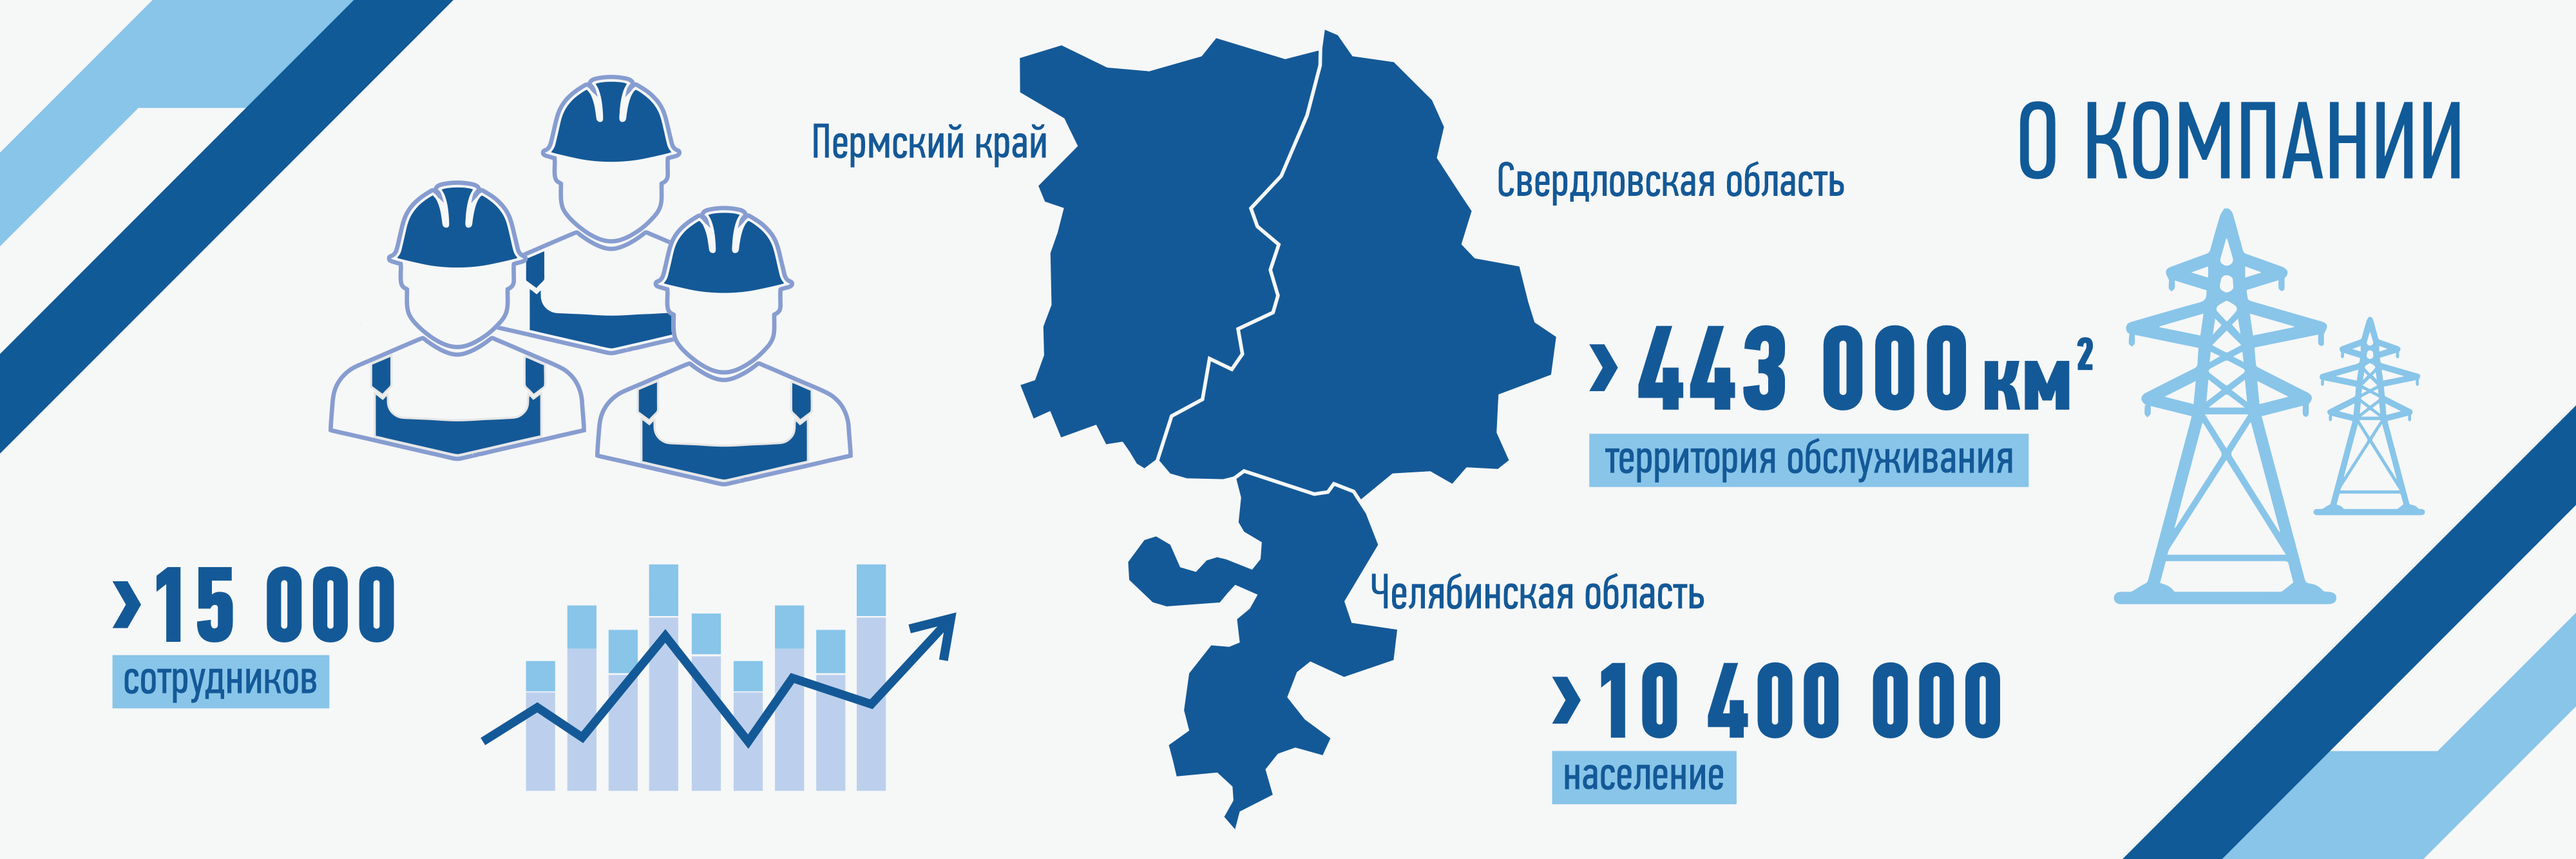 О КОМПАНИИ
Пермский край
Свердловская область
>443 000 км²
территория обслуживания
Челябинская область
>15 000
сотрудников
>10 400 000
население